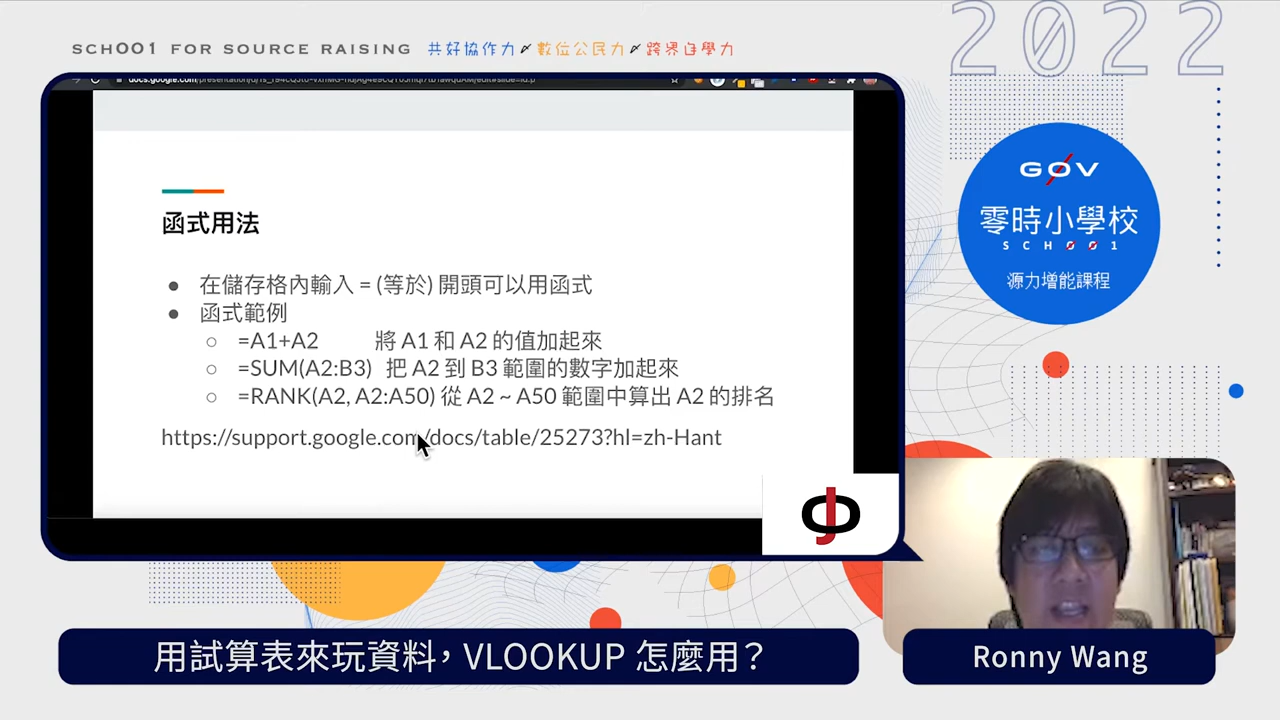 SCHOO1 FOR SOURCE RAISING 共好協作力 數位公民力 跨界自學力
2022
GØV
零時小學校
SCHØØ1
源力增能課程
函式用法
● 在儲存格內輸入 = (等於) 開頭可以用函式
● 函式範例
○ =A1+A2 將 A1 和 A2 的值加起來
○ =SUM(A2:B3) 把 A2 到 B3 範圍的數字加起來
○ =RANK(A2, A2:A50) 從 A2 ~ A50 範圍中算出 A2 的排名
https://support.google.com/docs/table/25273?hl=zh-Hant
用試算表來玩資料，VLOOKUP 怎麼用？
Ronny Wang